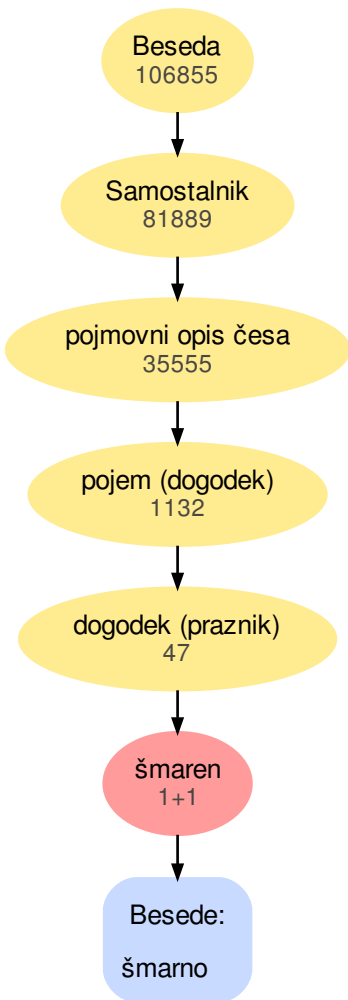 Beseda
106855
Samostalnik
81889
pojmovni opis česa
35555
pojem (dogodek)
1132
dogodek (praznik)
47
šmaren
1+1
Besede:
šmarno